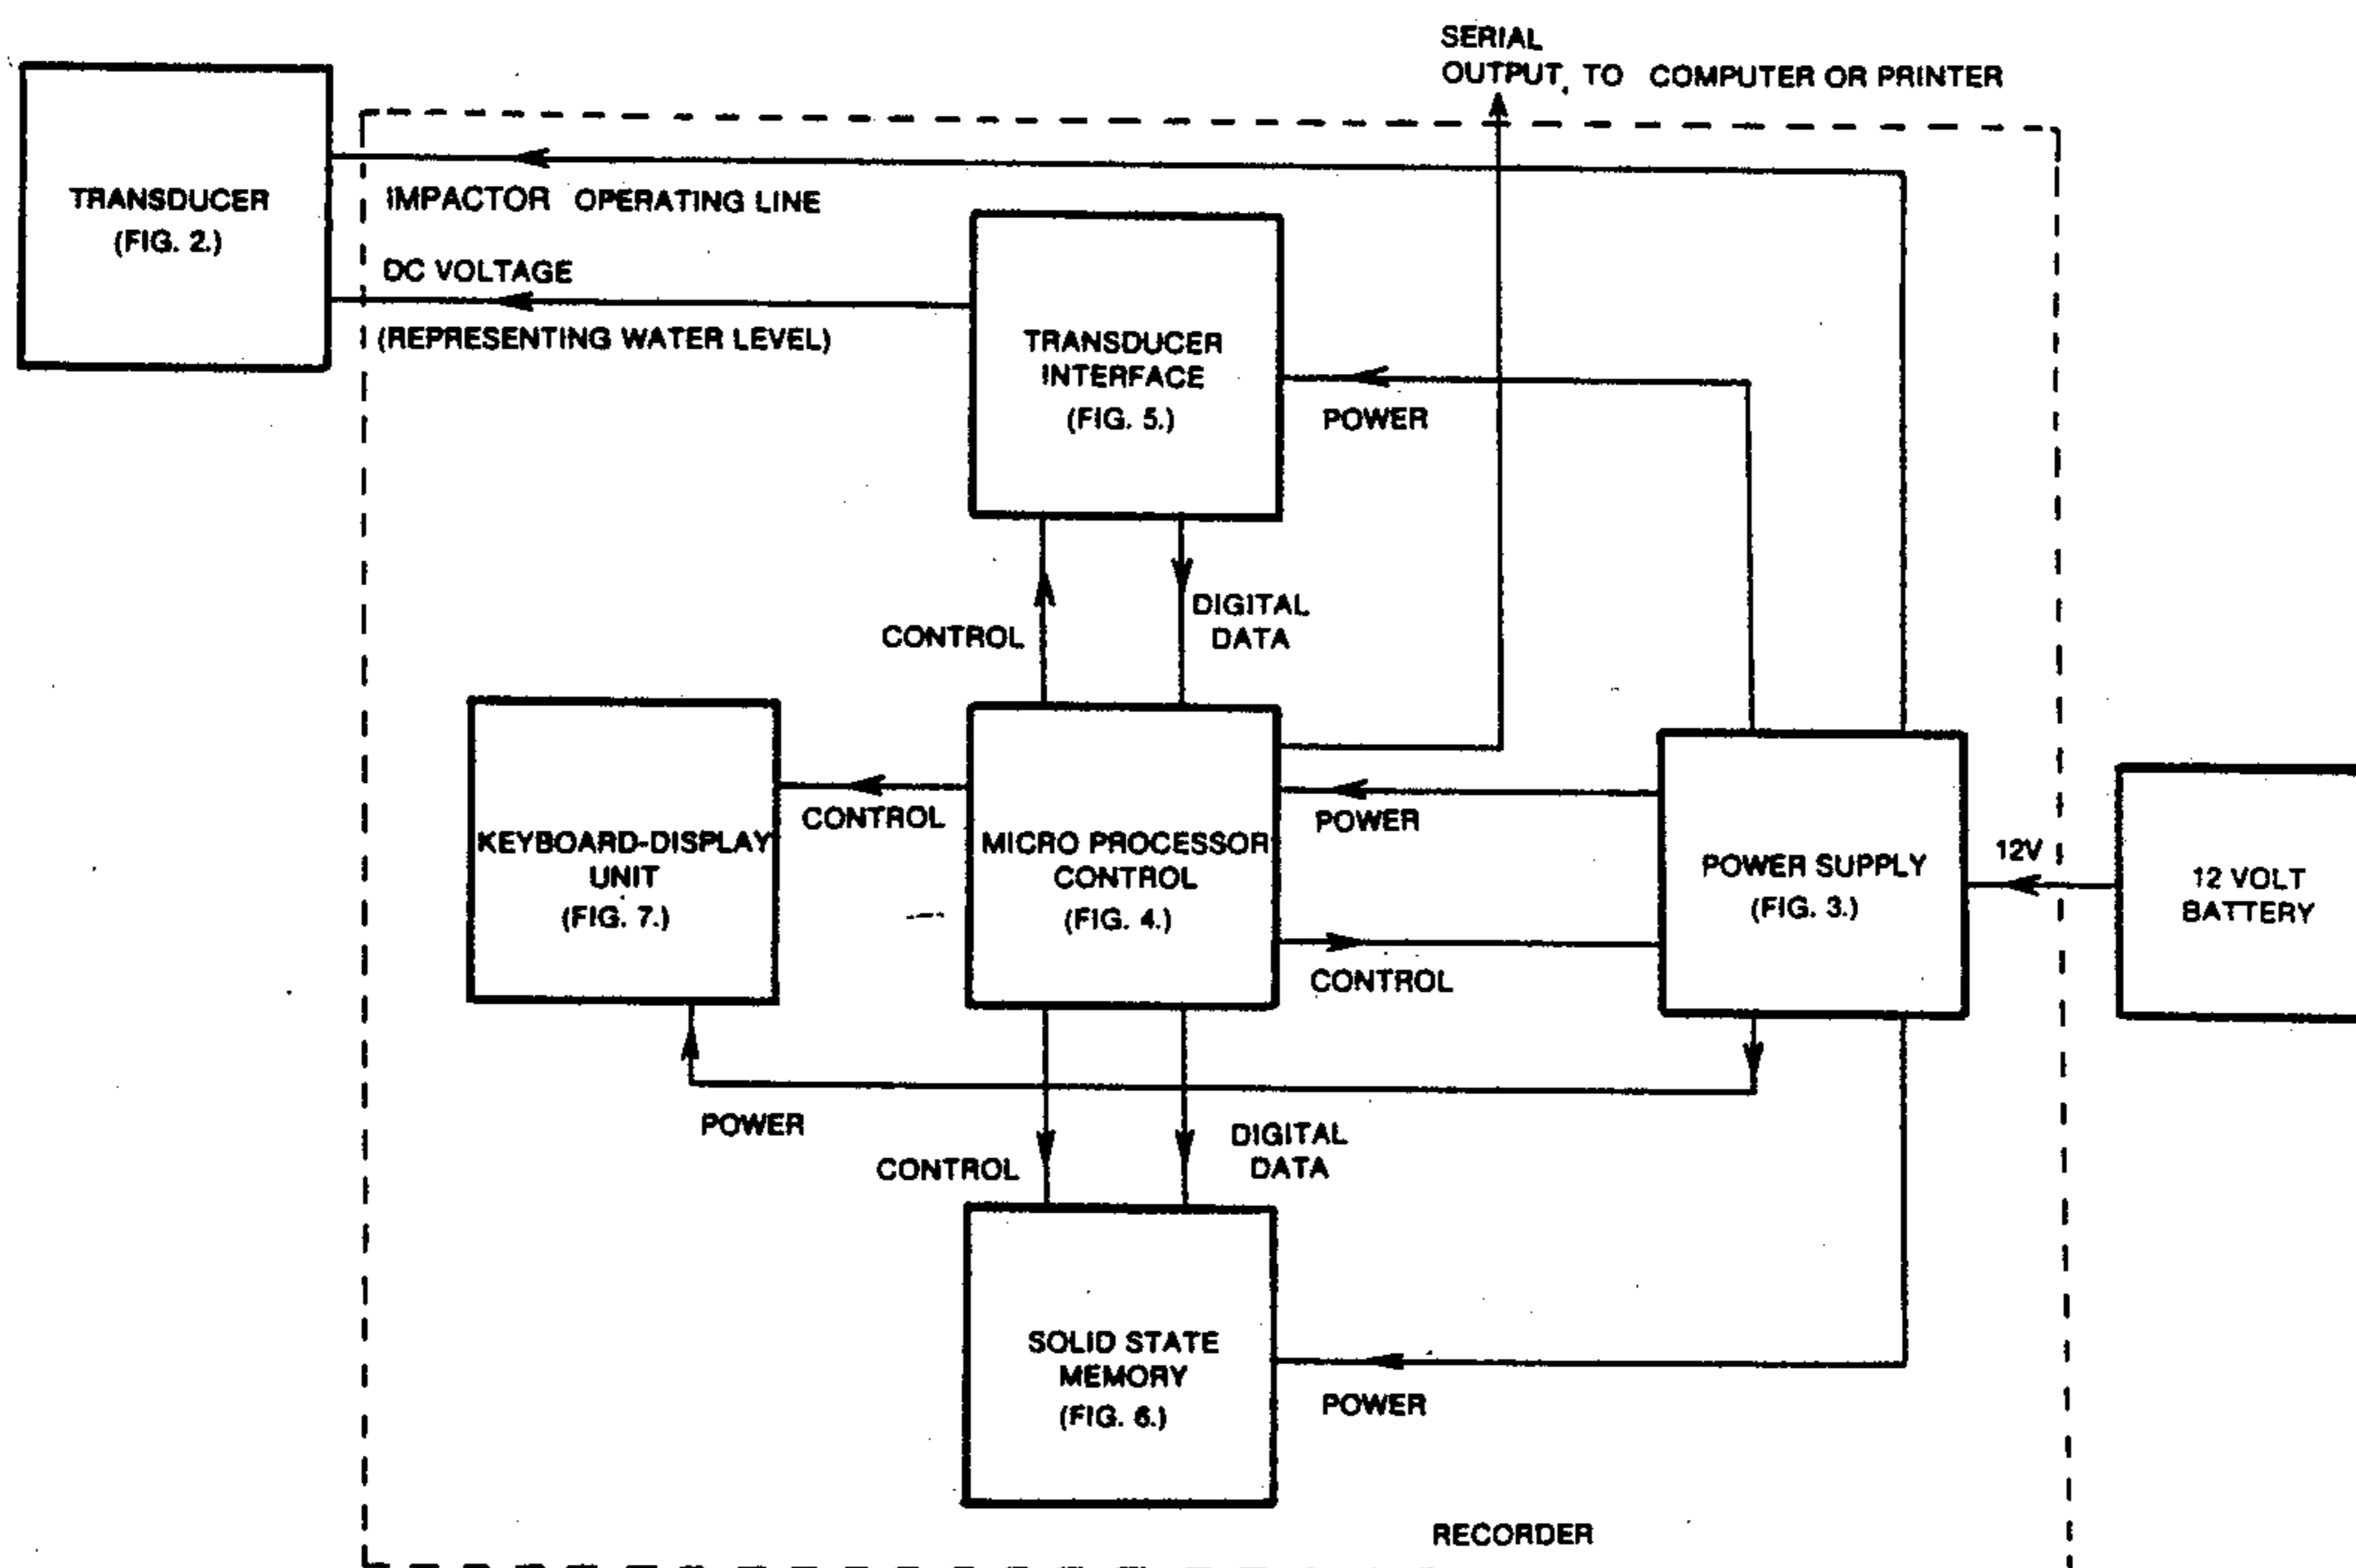 SERIAL
OUTPUT, TO COMPUTER OR PRINTER
TRANSDUCER
(FIG. 2.)
IMPACTOR OPERATING LINE
DC VOLTAGE
(REPRESENTING WATER LEVEL)
TRANSDUCER
INTERFACE
(FIG. 5.)
POWER
CONTROL
DIGITAL
DATA
KEYBOARD-DISPLAY
UNIT
(FIG. 7.)
CONTROL
MICRO PROCESSOR
CONTROL
(FIG. 4.)
POWER
CONTROL
POWER SUPPLY
(FIG. 3.)
12V
12 VOLT
BATTERY
POWER
CONTROL
DIGITAL
DATA
SOLID STATE
MEMORY
(FIG. 6.)
POWER
RECORDER